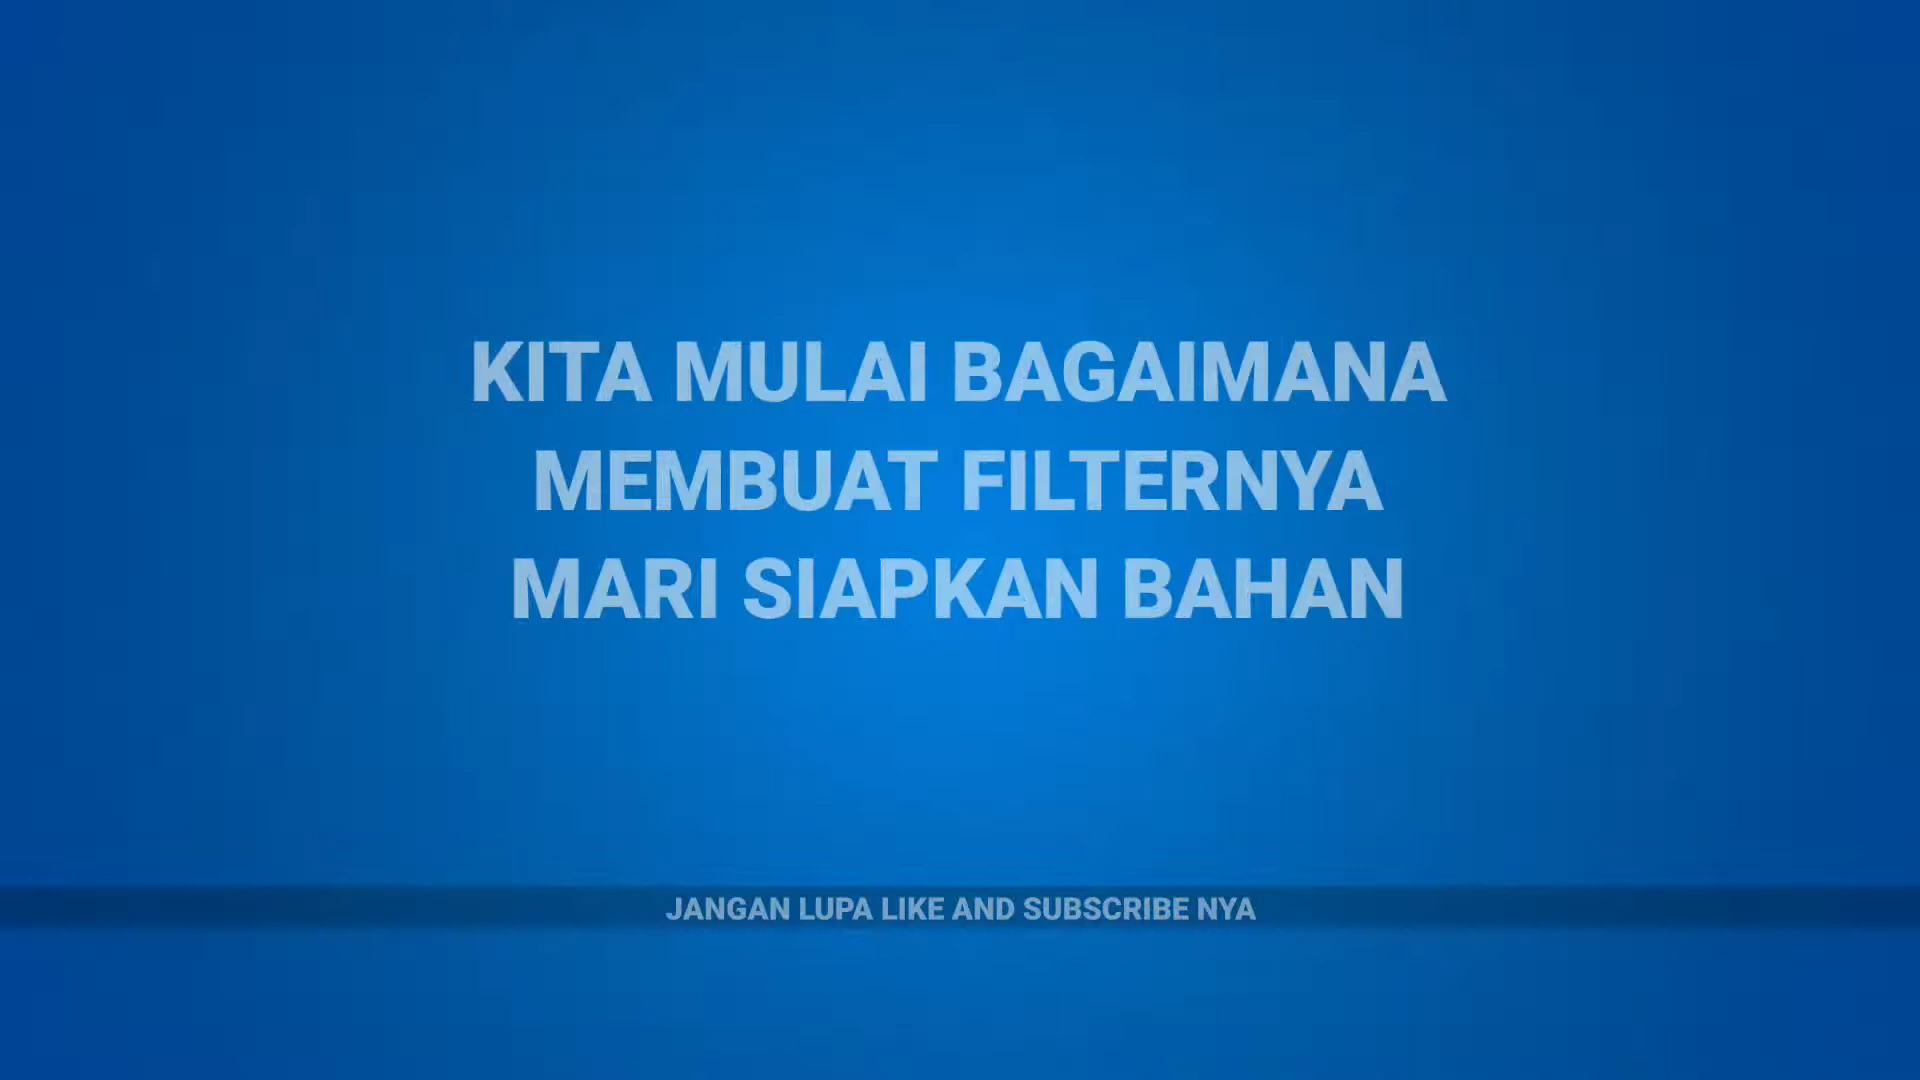 KITA MULAI BAGAIMANA
MEMBUAT FILTERNYA
MARI SIAPKAN BAHAN
JANGAN LUPA LIKE AND SUBSCRIBE NYA